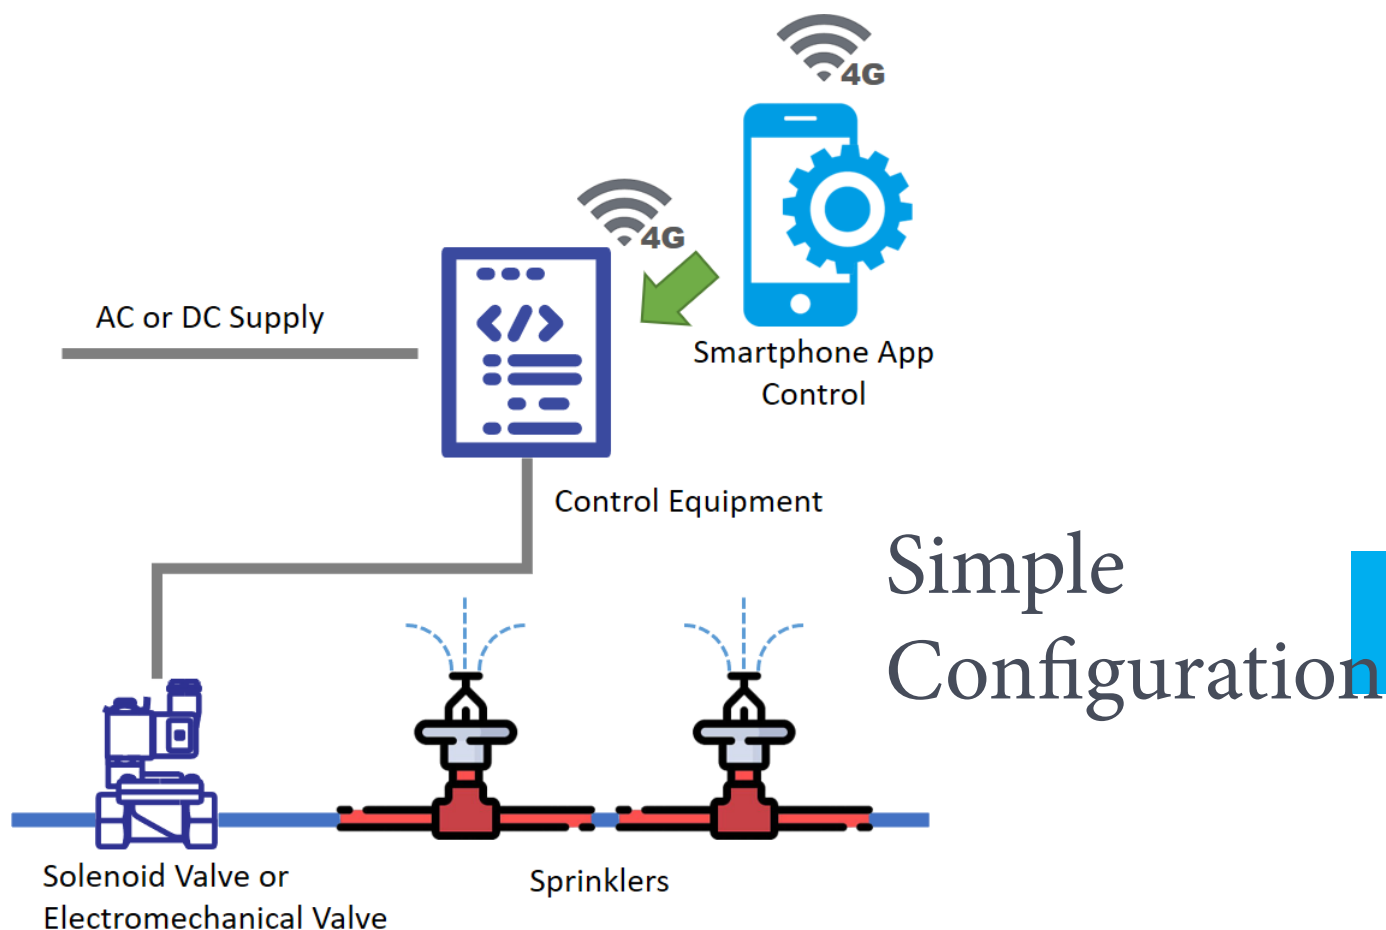 4G
4G
AC or DC Supply
Smartphone App
Control
Control Equipment
Simple
Configuration
Solenoid Valve or
Electromechanical Valve
Sprinklers